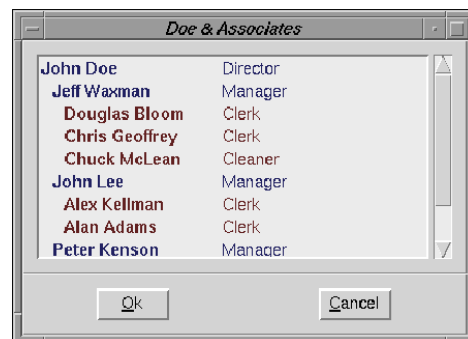 Doe & Associates
John Doe Director
Jeff Waxman Manager
Douglas Bloom Clerk
Chris Geoffrey Clerk
Chuck McLean Cleaner
John Lee Manager
Alex Kellman Clerk
Alan Adams Clerk
Peter Kenson Manager
Ok Cancel